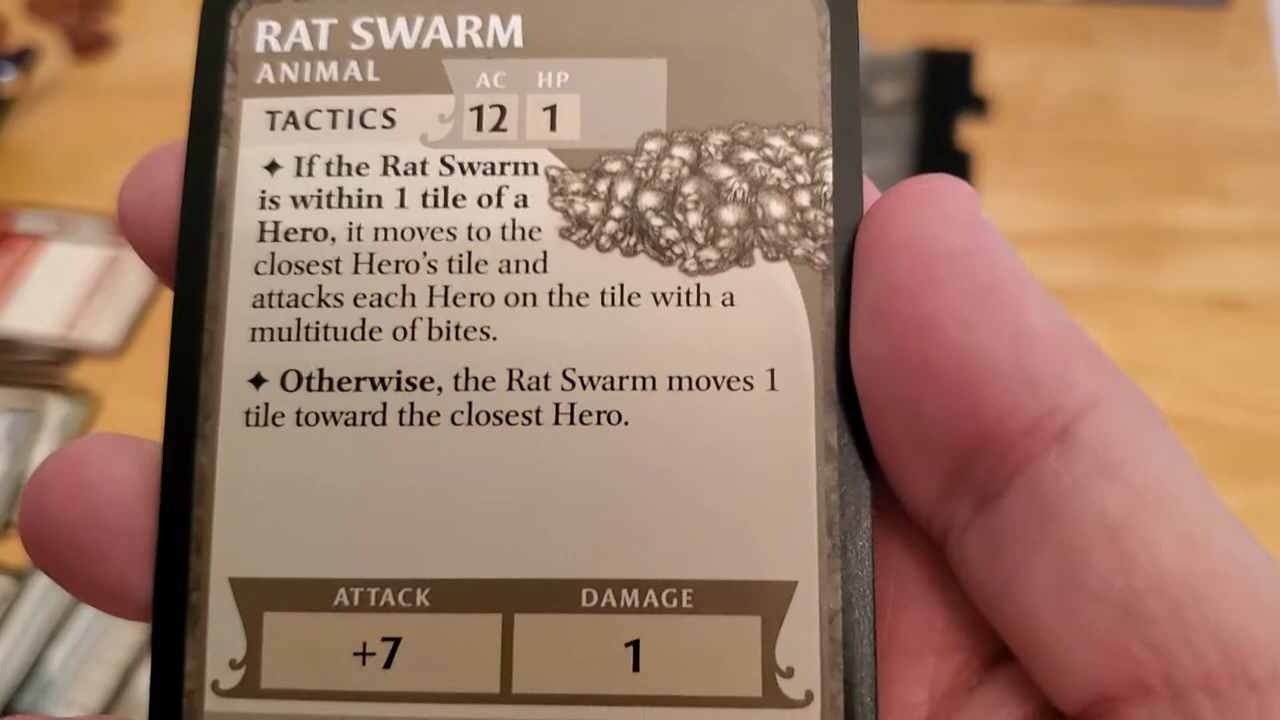 RAT SWARM
ANIMAL
AC HP
TACTICS 12 1
✦ If the Rat Swarm
is within 1 tile of a
Hero, it moves to the
closest Hero's tile and
attacks each Hero on the tile with a
multitude of bites.
✦ Otherwise, the Rat Swarm moves 1
tile toward the closest Hero.
ATTACK DAMAGE
+7 1